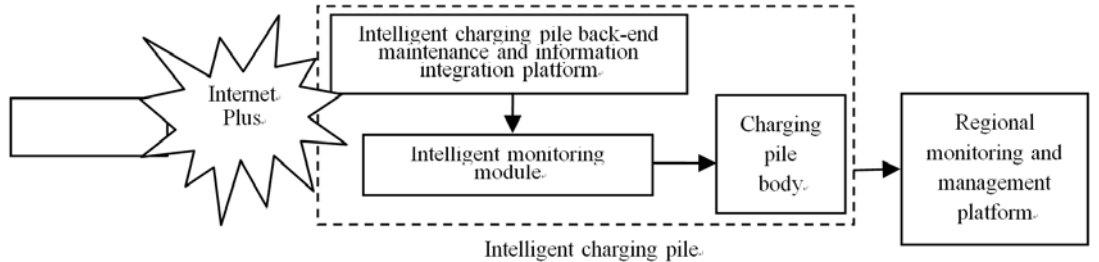 Internet
Plus
Intelligent charging pile back-end
maintenance and information
integration platform
Intelligent monitoring
module
Charging
pile
body
Regional
monitoring and
management
platform
Intelligent charging pile